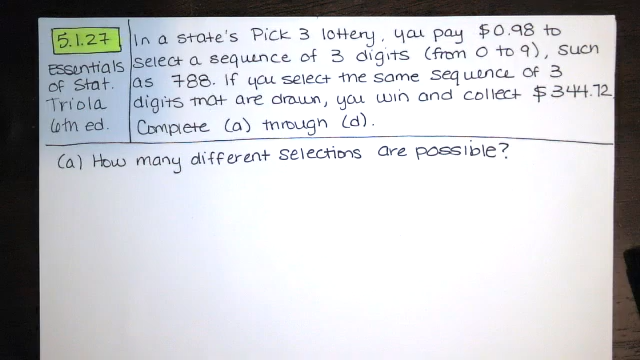 5.1.27
Essentials
of Stat.
Triola
6th ed.
In a state's Pick 3 lottery, you pay $0.98 to
select a sequence of 3 digits (from 0 to 9), such
as 788. If you select the same sequence of 3
digits that are drawn, you win and collect $344.72
Complete (a) through (d).
(a) How many different selections are possible?